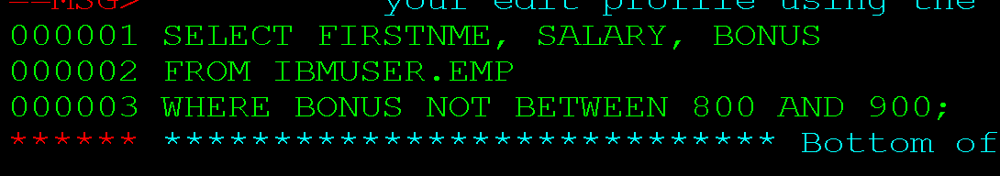 ==MSG> your edit profile using the
000001 SELECT FIRSTNME, SALARY, BONUS
000002 FROM IBMUSER.EMP
000003 WHERE BONUS NOT BETWEEN 800 AND 900;
****** **************************** Bottom of